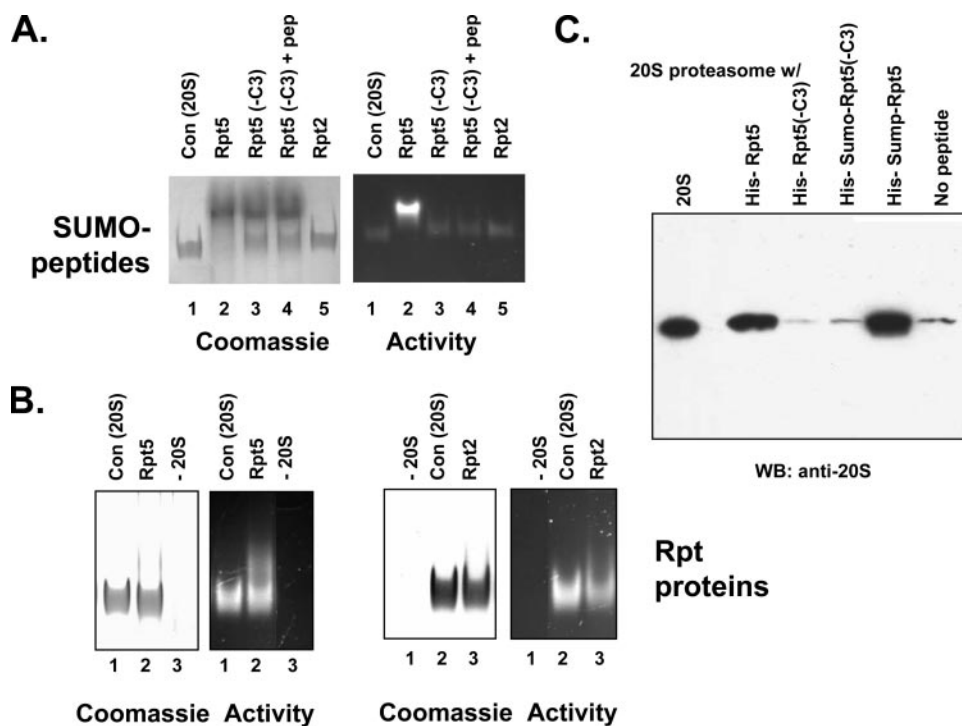 A.
Con (20S)
Rpt5
Rpt5 (-C3)
Rpt5 (-C3) + pep
Rpt2
Con (20S)
Rpt5
Rpt5 (-C3)
Rpt5 (-C3) + pep
Rpt2
SUMO-
peptides
1 2 3 4 5
1 2 3 4 5
Coomassie
Activity
B.
Con (20S)
Rpt5
- 20S
Con (20S)
Rpt5
- 20S
- 20S
Con (20S)
Rpt2
- 20S
Con (20S)
Rpt2
Rpt
proteins
1 2 3
1 2 3
1 2 3
1 2 3
Coomassie
Activity
Coomassie
Activity
C.
20S proteasome w/
20S
His- Rpt5
His- Rpt5(-C3)
His- Sumo-Rpt5(-C3)
His- Sump-Rpt5
No peptide
WB: anti-20S